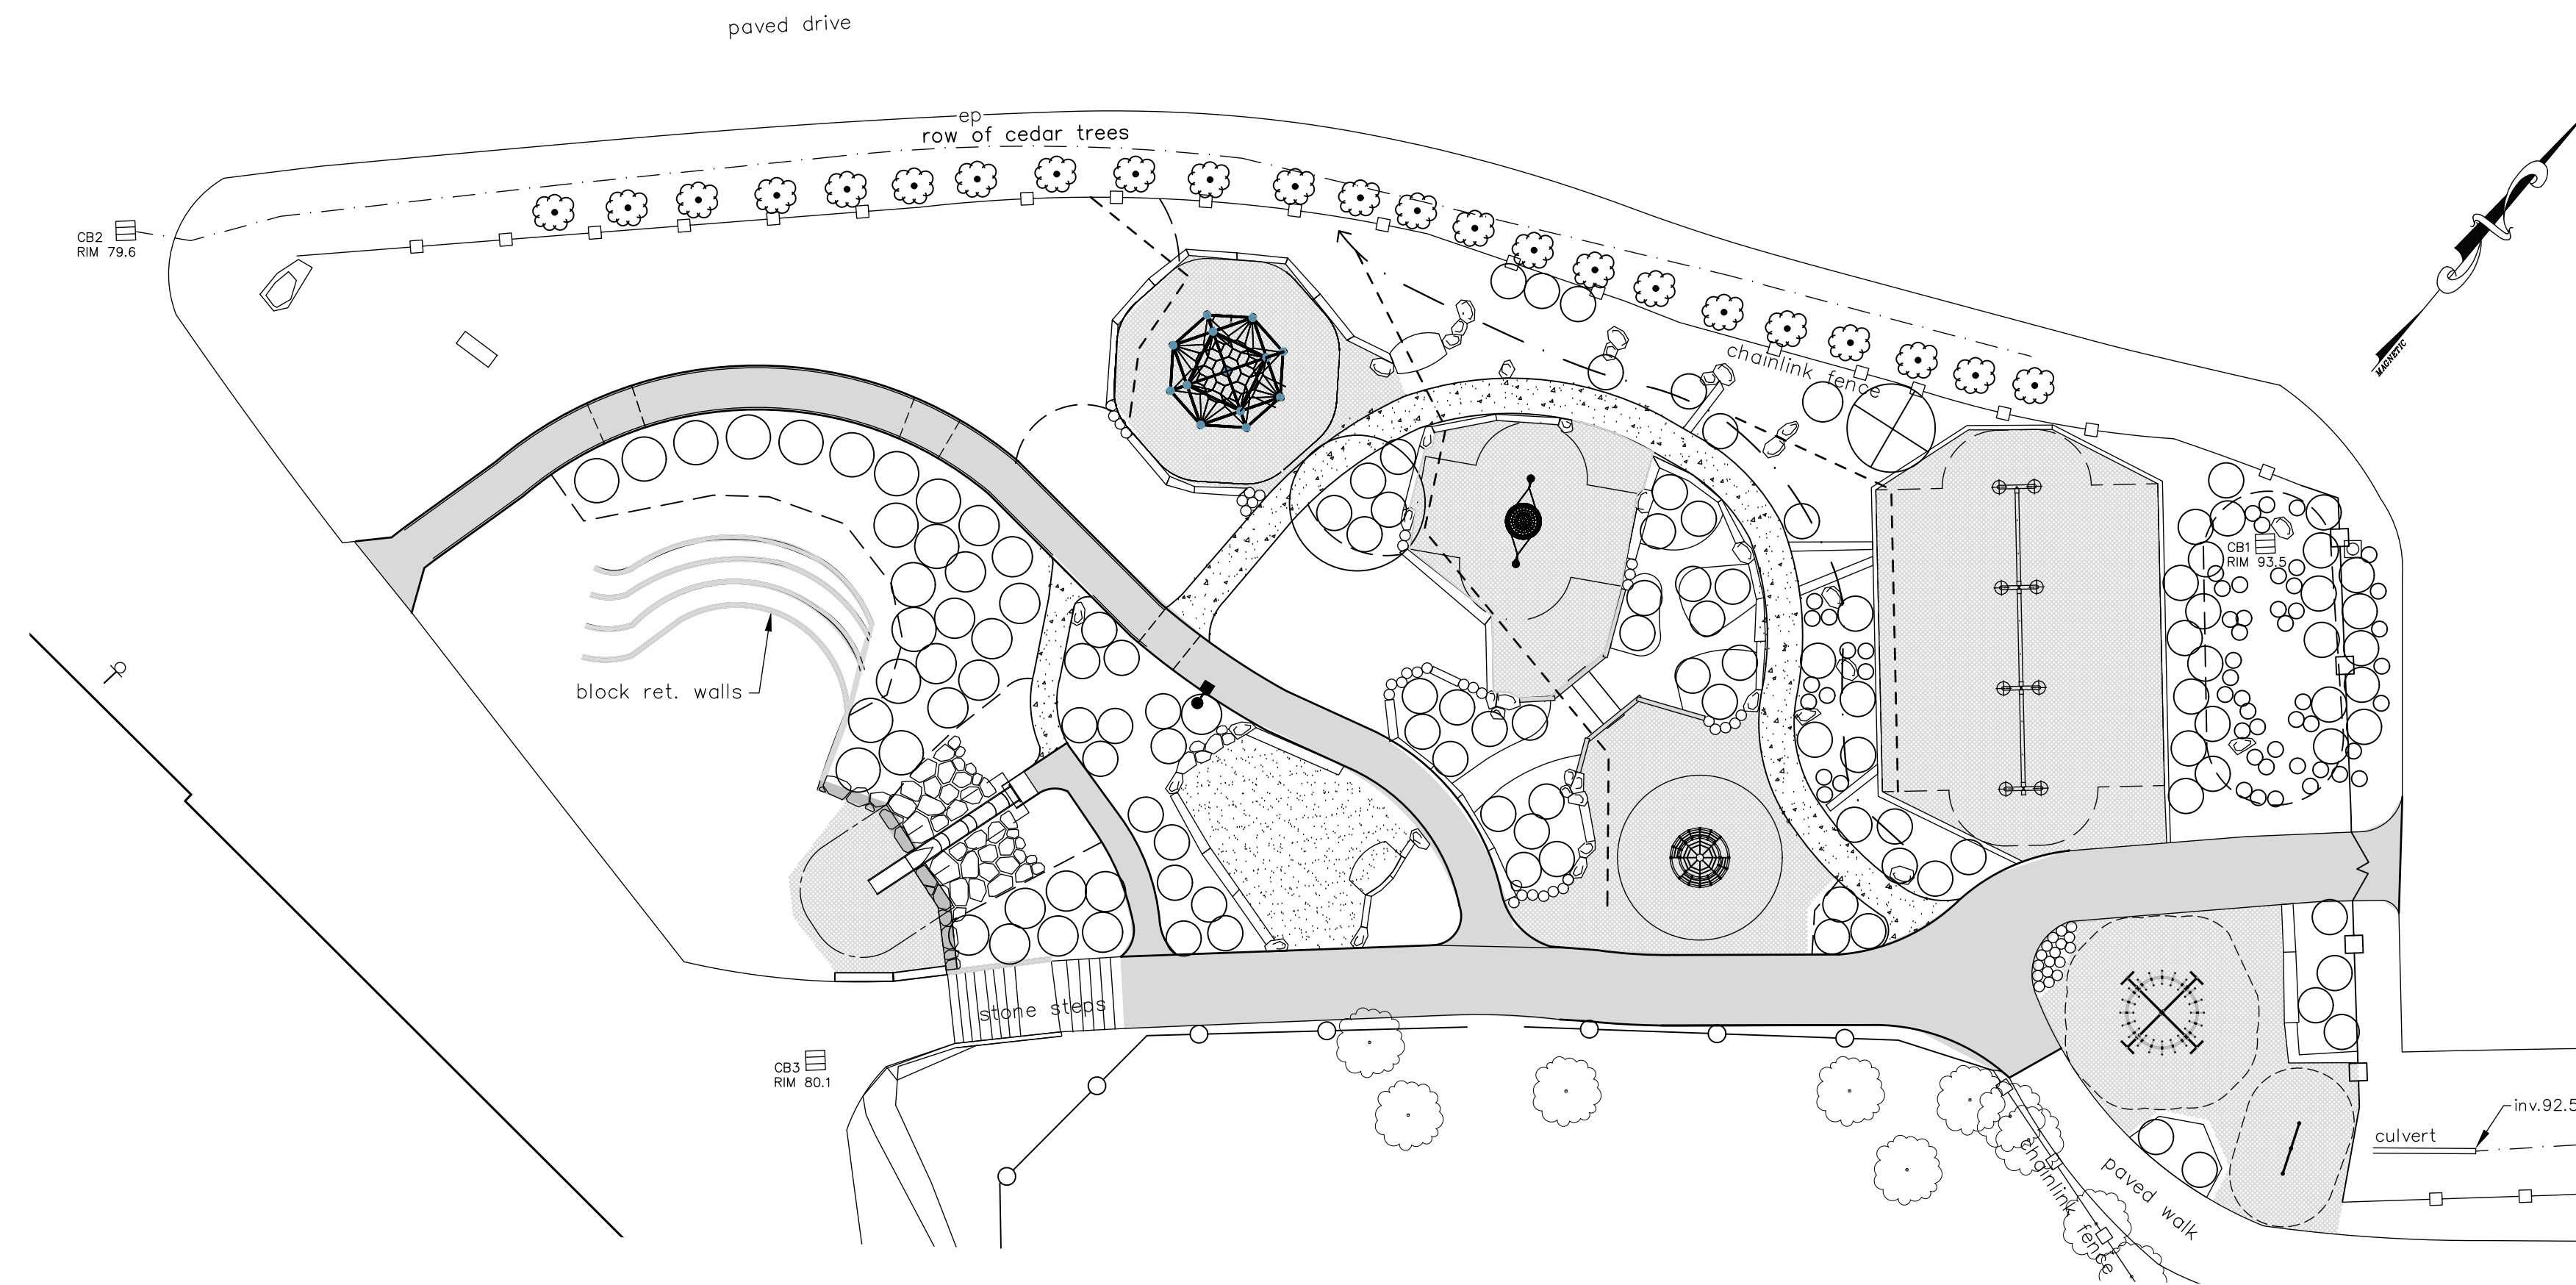 paved drive
ep
row of cedar trees
CB2
RIM 79.6
chainlink fence
MAGNETIC
CB1
RIM 93.5
block ret. walls
stone steps
CB3
RIM 80.1
inv.92.5
culvert
paved walk
chainlink fence